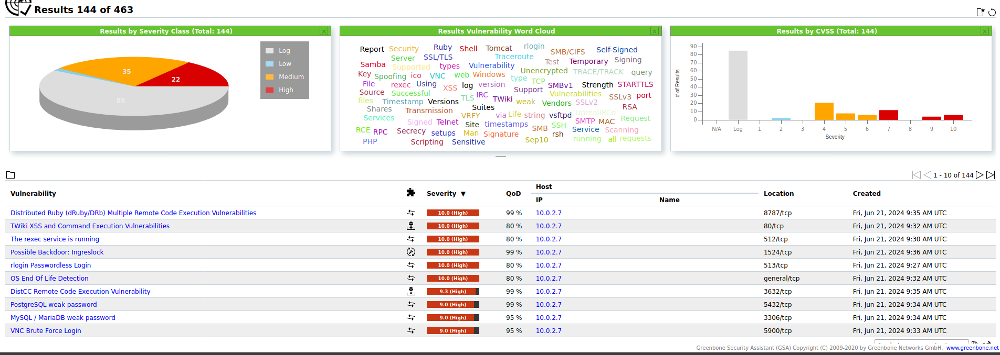 Results 144 of 463
Results by Severity Class (Total: 144)
Log
Low
Medium
High
35
22
85
Results Vulnerability Word Cloud
Report Security Ruby Shell Tomcat rlogin SMB/CIFS Self-Signed
Server SSL/TLS Traceroute Test Temporary Signing
Samba Supported types Vulnerability Unencrypted TRACE/TRACK query
Key Spoofing ico VNC web Windows type TCP
File rexec Using XSS log version SMBv1 Strength STARTTLS
Source Successful TLS IRC Support Vulnerabilities SSLv3 port
files Timestamp Versions TWiki weak Vendors SSLv2 RSA
Shares Transmission Suites
Services VRFY via Life string vsftpd UnrealIRCd Request
Signed Telnet Site timestamps SMB SSH SMTP MAC
RCE RPC Secrecy setups Man Signature rsh Service Scanning
PHP Scripting Sensitive Sep10 running all requests
Results by CVSS (Total: 144)
# of Results
90
80
70
60
50
40
30
20
10
0
N/A Log 1 2 3 4 5 6 7 8 9 10
Severity
1 - 10 of 144
Vulnerability Severity ▼ QoD Host Location Created
IP Name
Distributed Ruby (dRuby/DRb) Multiple Remote Code Execution Vulnerabilities 10.0 (High) 99 % 10.0.2.7 8787/tcp Fri, Jun 21, 2024 9:35 AM UTC
TWiki XSS and Command Execution Vulnerabilities 10.0 (High) 80 % 10.0.2.7 80/tcp Fri, Jun 21, 2024 9:32 AM UTC
The rexec service is running 10.0 (High) 80 % 10.0.2.7 512/tcp Fri, Jun 21, 2024 9:30 AM UTC
Possible Backdoor: Ingreslock 10.0 (High) 99 % 10.0.2.7 1524/tcp Fri, Jun 21, 2024 9:36 AM UTC
rlogin Passwordless Login 10.0 (High) 80 % 10.0.2.7 513/tcp Fri, Jun 21, 2024 9:27 AM UTC
OS End Of Life Detection 10.0 (High) 80 % 10.0.2.7 general/tcp Fri, Jun 21, 2024 9:32 AM UTC
DistCC Remote Code Execution Vulnerability 9.3 (High) 99 % 10.0.2.7 3632/tcp Fri, Jun 21, 2024 9:35 AM UTC
PostgreSQL weak password 9.0 (High) 99 % 10.0.2.7 5432/tcp Fri, Jun 21, 2024 9:34 AM UTC
MySQL / MariaDB weak password 9.0 (High) 95 % 10.0.2.7 3306/tcp Fri, Jun 21, 2024 9:34 AM UTC
VNC Brute Force Login 9.0 (High) 95 % 10.0.2.7 5900/tcp Fri, Jun 21, 2024 9:33 AM UTC
Greenbone Security Assistant (GSA) Copyright (C) 2009-2020 by Greenbone Networks GmbH, www.greenbone.net